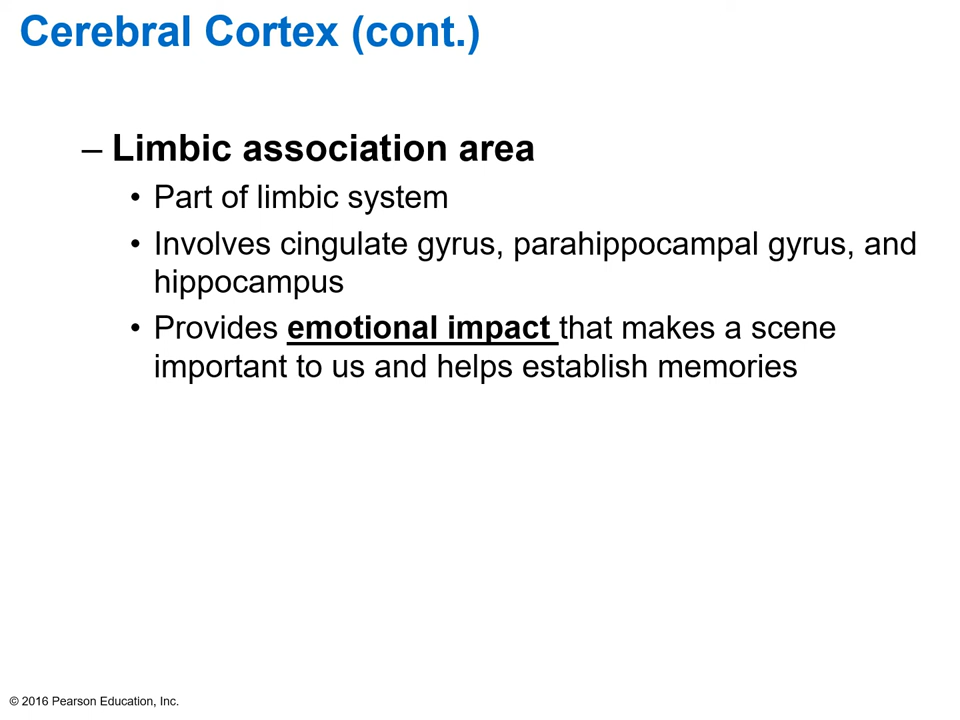 Cerebral Cortex (cont.)
– Limbic association area
• Part of limbic system
• Involves cingulate gyrus, parahippocampal gyrus, and
hippocampus
• Provides emotional impact that makes a scene
important to us and helps establish memories
© 2016 Pearson Education, Inc.